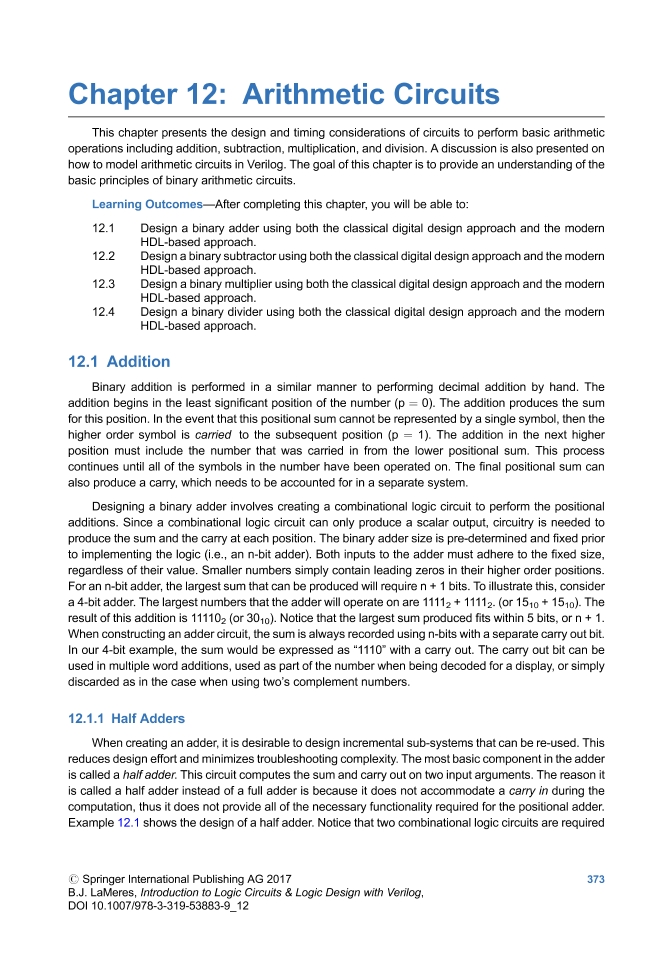 Chapter 12: Arithmetic Circuits
This chapter presents the design and timing considerations of circuits to perform basic arithmetic
operations including addition, subtraction, multiplication, and division. A discussion is also presented on
how to model arithmetic circuits in Verilog. The goal of this chapter is to provide an understanding of the
basic principles of binary arithmetic circuits.
Learning Outcomes—After completing this chapter, you will be able to:
12.1 Design a binary adder using both the classical digital design approach and the modern
HDL-based approach.
12.2 Design a binary subtractor using both the classical digital design approach and the modern
HDL-based approach.
12.3 Design a binary multiplier using both the classical digital design approach and the modern
HDL-based approach.
12.4 Design a binary divider using both the classical digital design approach and the modern
HDL-based approach.
12.1 Addition
Binary addition is performed in a similar manner to performing decimal addition by hand. The
addition begins in the least significant position of the number (p = 0). The addition produces the sum
for this position. In the event that this positional sum cannot be represented by a single symbol, then the
higher order symbol is carried to the subsequent position (p = 1). The addition in the next higher
position must include the number that was carried in from the lower positional sum. This process
continues until all of the symbols in the number have been operated on. The final positional sum can
also produce a carry, which needs to be accounted for in a separate system.
Designing a binary adder involves creating a combinational logic circuit to perform the positional
additions. Since a combinational logic circuit can only produce a scalar output, circuitry is needed to
produce the sum and the carry at each position. The binary adder size is pre-determined and fixed prior
to implementing the logic (i.e., an n-bit adder). Both inputs to the adder must adhere to the fixed size,
regardless of their value. Smaller numbers simply contain leading zeros in their higher order positions.
For an n-bit adder, the largest sum that can be produced will require n + 1 bits. To illustrate this, consider
a 4-bit adder. The largest numbers that the adder will operate on are 1111₂ + 1111₂. (or 15₁₀ + 15₁₀). The
result of this addition is 11110₂ (or 30₁₀). Notice that the largest sum produced fits within 5 bits, or n + 1.
When constructing an adder circuit, the sum is always recorded using n-bits with a separate carry out bit.
In our 4-bit example, the sum would be expressed as “1110” with a carry out. The carry out bit can be
used in multiple word additions, used as part of the number when being decoded for a display, or simply
discarded as in the case when using two’s complement numbers.
12.1.1 Half Adders
When creating an adder, it is desirable to design incremental sub-systems that can be re-used. This
reduces design effort and minimizes troubleshooting complexity. The most basic component in the adder
is called a half adder. This circuit computes the sum and carry out on two input arguments. The reason it
is called a half adder instead of a full adder is because it does not accommodate a carry in during the
computation, thus it does not provide all of the necessary functionality required for the positional adder.
Example 12.1 shows the design of a half adder. Notice that two combinational logic circuits are required
© Springer International Publishing AG 2017 373
B.J. LaMeres, Introduction to Logic Circuits & Logic Design with Verilog,
DOI 10.1007/978-3-319-53883-9_12